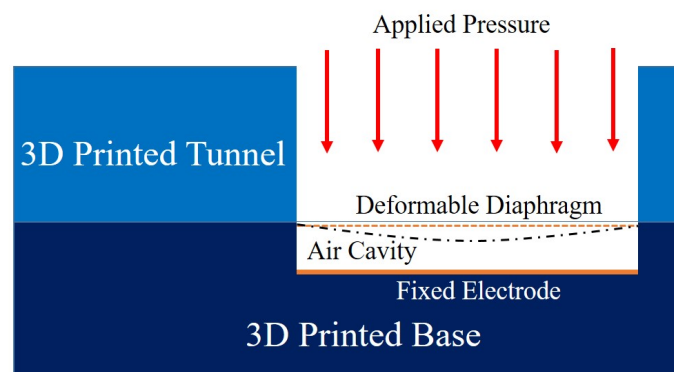 Applied Pressure
3D Printed Tunnel
Deformable Diaphragm
Air Cavity
Fixed Electrode
3D Printed Base